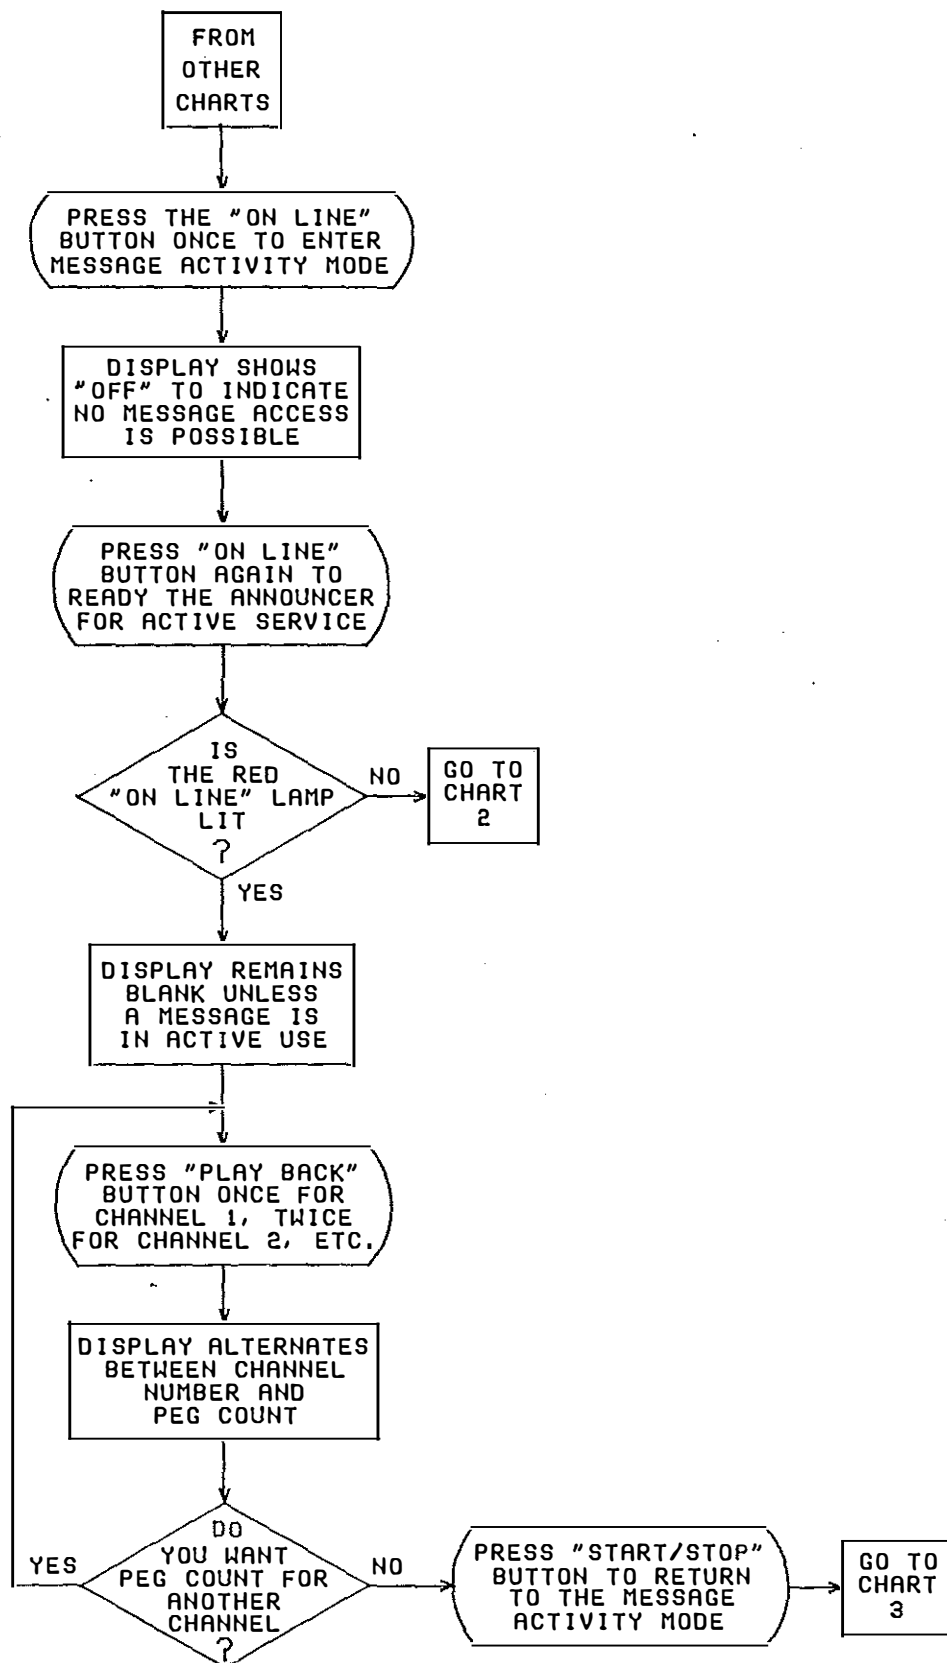 FROM
OTHER
CHARTS
PRESS THE "ON LINE"
BUTTON ONCE TO ENTER
MESSAGE ACTIVITY MODE
DISPLAY SHOWS
"OFF" TO INDICATE
NO MESSAGE ACCESS
IS POSSIBLE
PRESS "ON LINE"
BUTTON AGAIN TO
READY THE ANNOUNCER
FOR ACTIVE SERVICE
IS
THE RED
"ON LINE" LAMP
LIT
?
NO
GO TO
CHART
2
YES
DISPLAY REMAINS
BLANK UNLESS
A MESSAGE IS
IN ACTIVE USE
PRESS "PLAY BACK"
BUTTON ONCE FOR
CHANNEL 1, TWICE
FOR CHANNEL 2, ETC.
DISPLAY ALTERNATES
BETWEEN CHANNEL
NUMBER AND
PEG COUNT
DO
YOU WANT
PEG COUNT FOR
ANOTHER
CHANNEL
?
YES
NO
PRESS "START/STOP"
BUTTON TO RETURN
TO THE MESSAGE
ACTIVITY MODE
GO TO
CHART
3